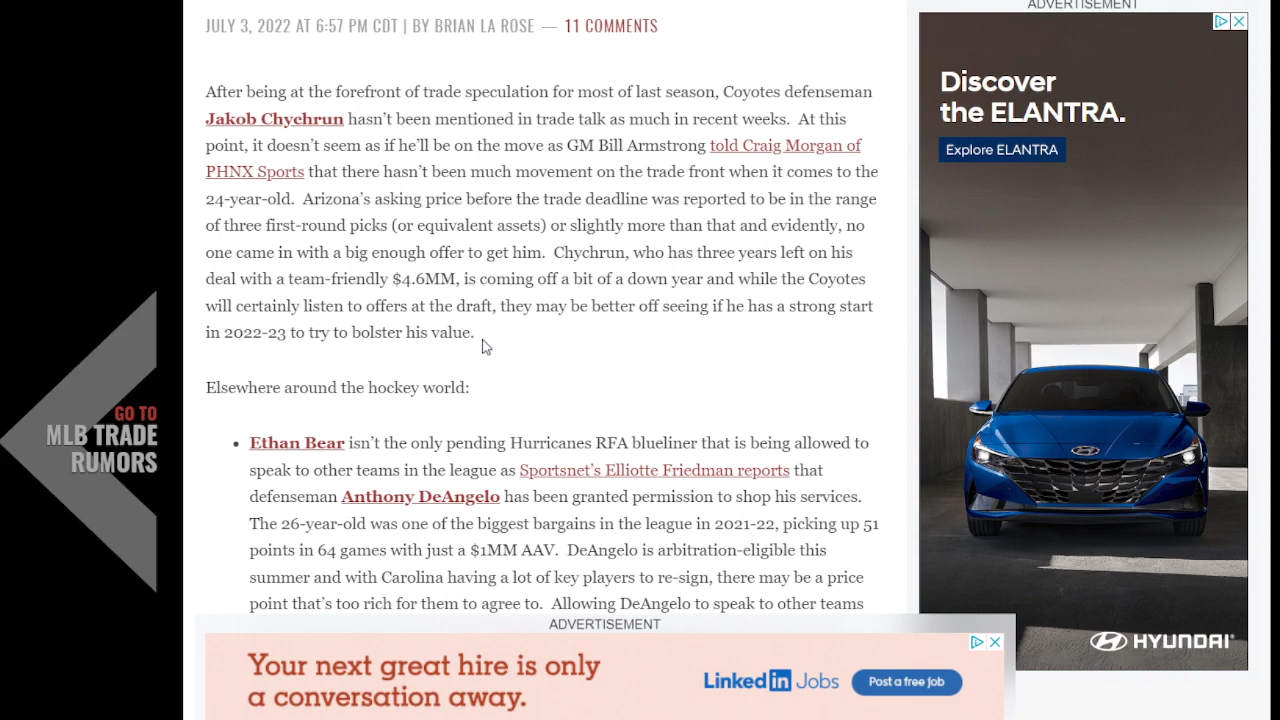 ADVERTISEMENT
JULY 3, 2022 AT 6:57 PM CDT | BY BRIAN LA ROSE — 11 COMMENTS
After being at the forefront of trade speculation for most of last season, Coyotes defenseman
Jakob Chychrun hasn't been mentioned in trade talk as much in recent weeks. At this
point, it doesn't seem as if he'll be on the move as GM Bill Armstrong told Craig Morgan of
PHNX Sports that there hasn't been much movement on the trade front when it comes to the
24-year-old. Arizona's asking price before the trade deadline was reported to be in the range
of three first-round picks (or equivalent assets) or slightly more than that and evidently, no
one came in with a big enough offer to get him. Chychrun, who has three years left on his
deal with a team-friendly $4.6MM, is coming off a bit of a down year and while the Coyotes
will certainly listen to offers at the draft, they may be better off seeing if he has a strong start
in 2022-23 to try to bolster his value.
Elsewhere around the hockey world:
• Ethan Bear isn't the only pending Hurricanes RFA blueliner that is being allowed to
speak to other teams in the league as Sportsnet's Elliotte Friedman reports that
defenseman Anthony DeAngelo has been granted permission to shop his services.
The 26-year-old was one of the biggest bargains in the league in 2021-22, picking up 51
points in 64 games with just a $1MM AAV. DeAngelo is arbitration-eligible this
summer and with Carolina having a lot of key players to re-sign, there may be a price
point that's too rich for them to agree to. Allowing DeAngelo to speak to other teams
GO TO
MLB TRADE
RUMORS
Discover
the ELANTRA.
Explore ELANTRA
HYUNDAI
ADVERTISEMENT
Your next great hire is only
a conversation away.
Linked in Jobs
Post a free job